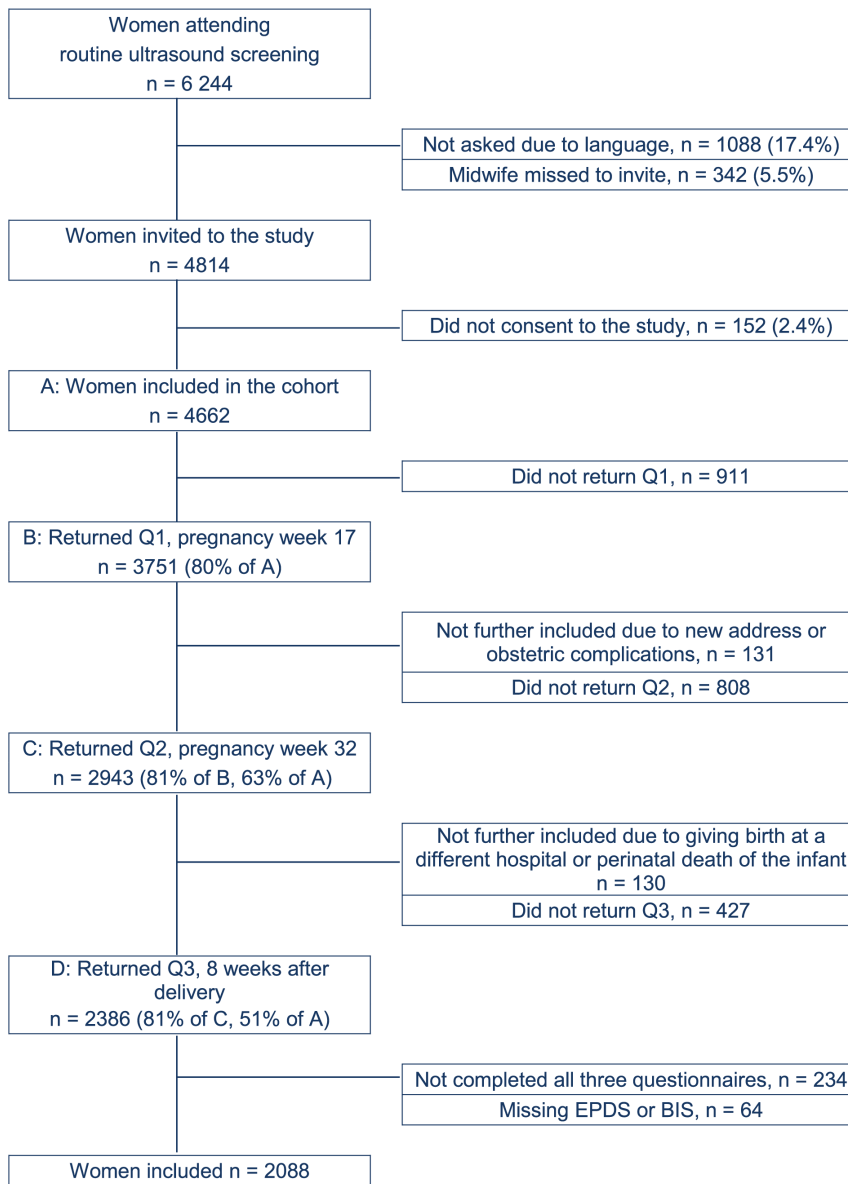 Women attending
routine ultrasound screening
n = 6 244
Not asked due to language, n = 1088 (17.4%)
Midwife missed to invite, n = 342 (5.5%)
Women invited to the study
n = 4814
Did not consent to the study, n = 152 (2.4%)
A: Women included in the cohort
n = 4662
Did not return Q1, n = 911
B: Returned Q1, pregnancy week 17
n = 3751 (80% of A)
Not further included due to new address or
obstetric complications, n = 131
Did not return Q2, n = 808
C: Returned Q2, pregnancy week 32
n = 2943 (81% of B, 63% of A)
Not further included due to giving birth at a
different hospital or perinatal death of the infant
n = 130
Did not return Q3, n = 427
D: Returned Q3, 8 weeks after
delivery
n = 2386 (81% of C, 51% of A)
Not completed all three questionnaires, n = 234
Missing EPDS or BIS, n = 64
Women included n = 2088